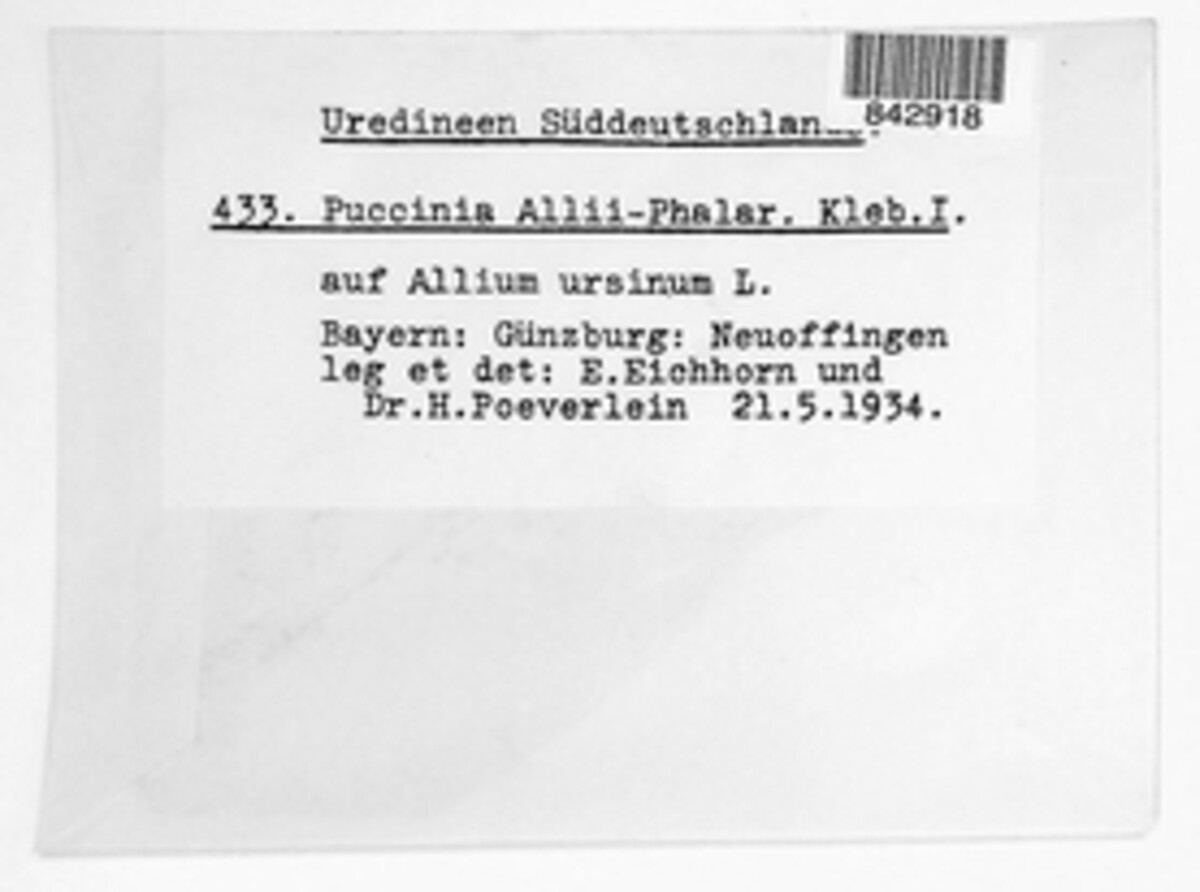 842918
Uredineen
433. Puccinia Allii-Phalar. Kleb.I.
auf Allium ursinum L.
Bayern: Günzburg: Neuoffingen
leg et det: E.Eichhorn und
Dr.H.Poeverlein 21.5.1934.